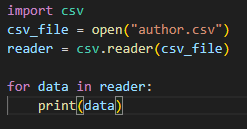 import csv
csv_file = open("author.csv")
reader = csv.reader(csv_file)

for data in reader:
    print(data)